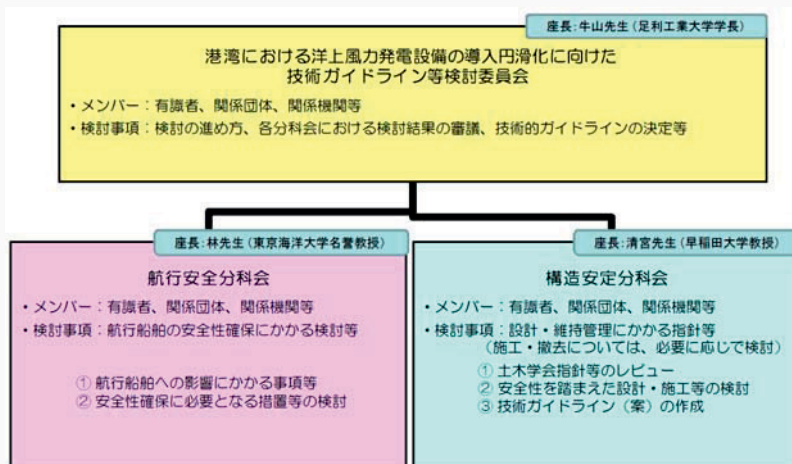 座長:牛山先生(足利工業大学学長)
港湾における洋上風力発電設備の導入円滑化に向けた
技術ガイドライン等検討委員会
・メンバー：有識者、関係団体、関係機関等
・検討事項：検討の進め方、各分科会における検討結果の審議、技術的ガイドラインの決定等
座長:林先生(東京海洋大学名誉教授)
航行安全分科会
・メンバー：有識者、関係団体、関係機関等
・検討事項：航行船舶の安全性確保にかかる検討等
① 航行船舶への影響にかかる事項等
② 安全性確保に必要となる措置等の検討
座長:清宮先生(早稲田大学教授)
構造安定分科会
・メンバー：有識者、関係団体、関係機関等
・検討事項：設計・維持管理にかかる指針等
(施工・撤去については、必要に応じで検討)
① 土木学会指針等のレビュー
② 安全性を踏まえた設計・施工等の検討
③ 技術ガイドライン（案）の作成